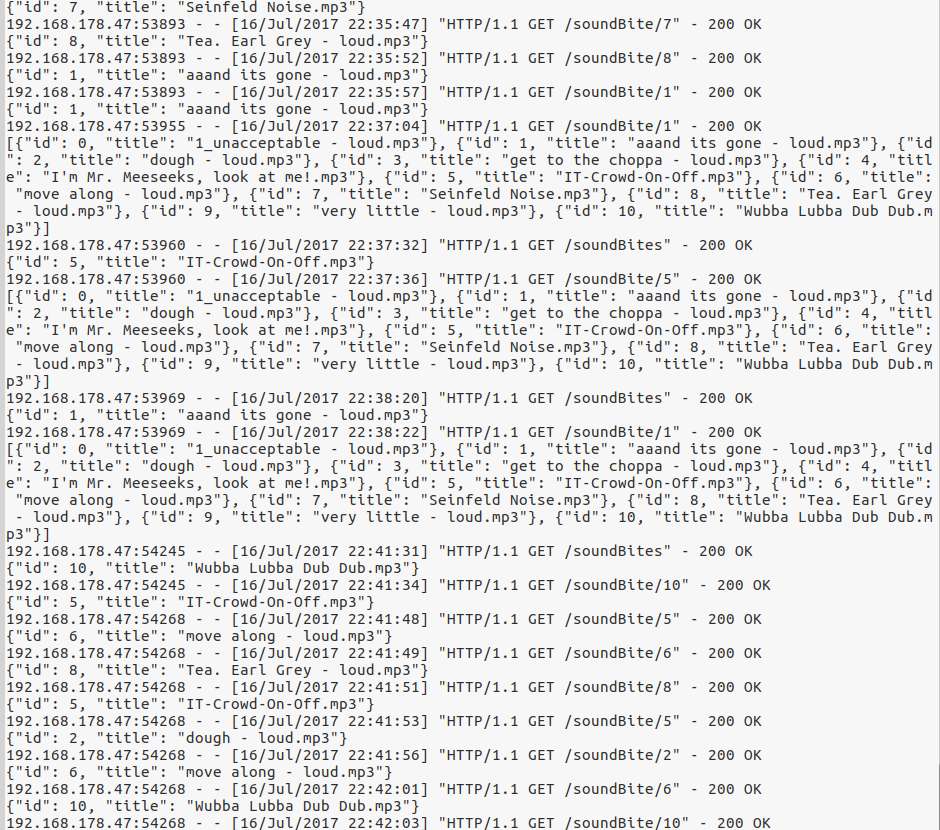 {"id": 7, "title": "Seinfeld Noise.mp3"}
192.168.178.47:53893 - - [16/Jul/2017 22:35:47] "HTTP/1.1 GET /soundBite/7" - 200 OK
{"id": 8, "title": "Tea. Earl Grey - loud.mp3"}
192.168.178.47:53893 - - [16/Jul/2017 22:35:52] "HTTP/1.1 GET /soundBite/8" - 200 OK
{"id": 1, "title": "aaand its gone - loud.mp3"}
192.168.178.47:53893 - - [16/Jul/2017 22:35:57] "HTTP/1.1 GET /soundBite/1" - 200 OK
{"id": 1, "title": "aaand its gone - loud.mp3"}
192.168.178.47:53955 - - [16/Jul/2017 22:37:04] "HTTP/1.1 GET /soundBite/1" - 200 OK
[{"id": 0, "title": "1_unacceptable - loud.mp3"}, {"id": 1, "title": "aaand its gone - loud.mp3"}, {"id
": 2, "title": "dough - loud.mp3"}, {"id": 3, "title": "get to the choppa - loud.mp3"}, {"id": 4, "titl
e": "I'm Mr. Meeseeks, look at me!.mp3"}, {"id": 5, "title": "IT-Crowd-On-Off.mp3"}, {"id": 6, "title":
 "move along - loud.mp3"}, {"id": 7, "title": "Seinfeld Noise.mp3"}, {"id": 8, "title": "Tea. Earl Grey
 - loud.mp3"}, {"id": 9, "title": "very little - loud.mp3"}, {"id": 10, "title": "Wubba Lubba Dub Dub.m
p3"}]
192.168.178.47:53960 - - [16/Jul/2017 22:37:32] "HTTP/1.1 GET /soundBites" - 200 OK
{"id": 5, "title": "IT-Crowd-On-Off.mp3"}
192.168.178.47:53960 - - [16/Jul/2017 22:37:36] "HTTP/1.1 GET /soundBite/5" - 200 OK
[{"id": 0, "title": "1_unacceptable - loud.mp3"}, {"id": 1, "title": "aaand its gone - loud.mp3"}, {"id
": 2, "title": "dough - loud.mp3"}, {"id": 3, "title": "get to the choppa - loud.mp3"}, {"id": 4, "titl
e": "I'm Mr. Meeseeks, look at me!.mp3"}, {"id": 5, "title": "IT-Crowd-On-Off.mp3"}, {"id": 6, "title":
 "move along - loud.mp3"}, {"id": 7, "title": "Seinfeld Noise.mp3"}, {"id": 8, "title": "Tea. Earl Grey
 - loud.mp3"}, {"id": 9, "title": "very little - loud.mp3"}, {"id": 10, "title": "Wubba Lubba Dub Dub.m
p3"}]
192.168.178.47:53969 - - [16/Jul/2017 22:38:20] "HTTP/1.1 GET /soundBites" - 200 OK
{"id": 1, "title": "aaand its gone - loud.mp3"}
192.168.178.47:53969 - - [16/Jul/2017 22:38:22] "HTTP/1.1 GET /soundBite/1" - 200 OK
[{"id": 0, "title": "1_unacceptable - loud.mp3"}, {"id": 1, "title": "aaand its gone - loud.mp3"}, {"id
": 2, "title": "dough - loud.mp3"}, {"id": 3, "title": "get to the choppa - loud.mp3"}, {"id": 4, "titl
e": "I'm Mr. Meeseeks, look at me!.mp3"}, {"id": 5, "title": "IT-Crowd-On-Off.mp3"}, {"id": 6, "title":
 "move along - loud.mp3"}, {"id": 7, "title": "Seinfeld Noise.mp3"}, {"id": 8, "title": "Tea. Earl Grey
 - loud.mp3"}, {"id": 9, "title": "very little - loud.mp3"}, {"id": 10, "title": "Wubba Lubba Dub Dub.m
p3"}]
192.168.178.47:54245 - - [16/Jul/2017 22:41:31] "HTTP/1.1 GET /soundBites" - 200 OK
{"id": 10, "title": "Wubba Lubba Dub Dub.mp3"}
192.168.178.47:54245 - - [16/Jul/2017 22:41:34] "HTTP/1.1 GET /soundBite/10" - 200 OK
{"id": 5, "title": "IT-Crowd-On-Off.mp3"}
192.168.178.47:54268 - - [16/Jul/2017 22:41:48] "HTTP/1.1 GET /soundBite/5" - 200 OK
{"id": 6, "title": "move along - loud.mp3"}
192.168.178.47:54268 - - [16/Jul/2017 22:41:49] "HTTP/1.1 GET /soundBite/6" - 200 OK
{"id": 8, "title": "Tea. Earl Grey - loud.mp3"}
192.168.178.47:54268 - - [16/Jul/2017 22:41:51] "HTTP/1.1 GET /soundBite/8" - 200 OK
{"id": 5, "title": "IT-Crowd-On-Off.mp3"}
192.168.178.47:54268 - - [16/Jul/2017 22:41:53] "HTTP/1.1 GET /soundBite/5" - 200 OK
{"id": 2, "title": "dough - loud.mp3"}
192.168.178.47:54268 - - [16/Jul/2017 22:41:56] "HTTP/1.1 GET /soundBite/2" - 200 OK
{"id": 6, "title": "move along - loud.mp3"}
192.168.178.47:54268 - - [16/Jul/2017 22:42:01] "HTTP/1.1 GET /soundBite/6" - 200 OK
{"id": 10, "title": "Wubba Lubba Dub Dub.mp3"}
192.168.178.47:54268 - - [16/Jul/2017 22:42:03] "HTTP/1.1 GET /soundBite/10" - 200 OK